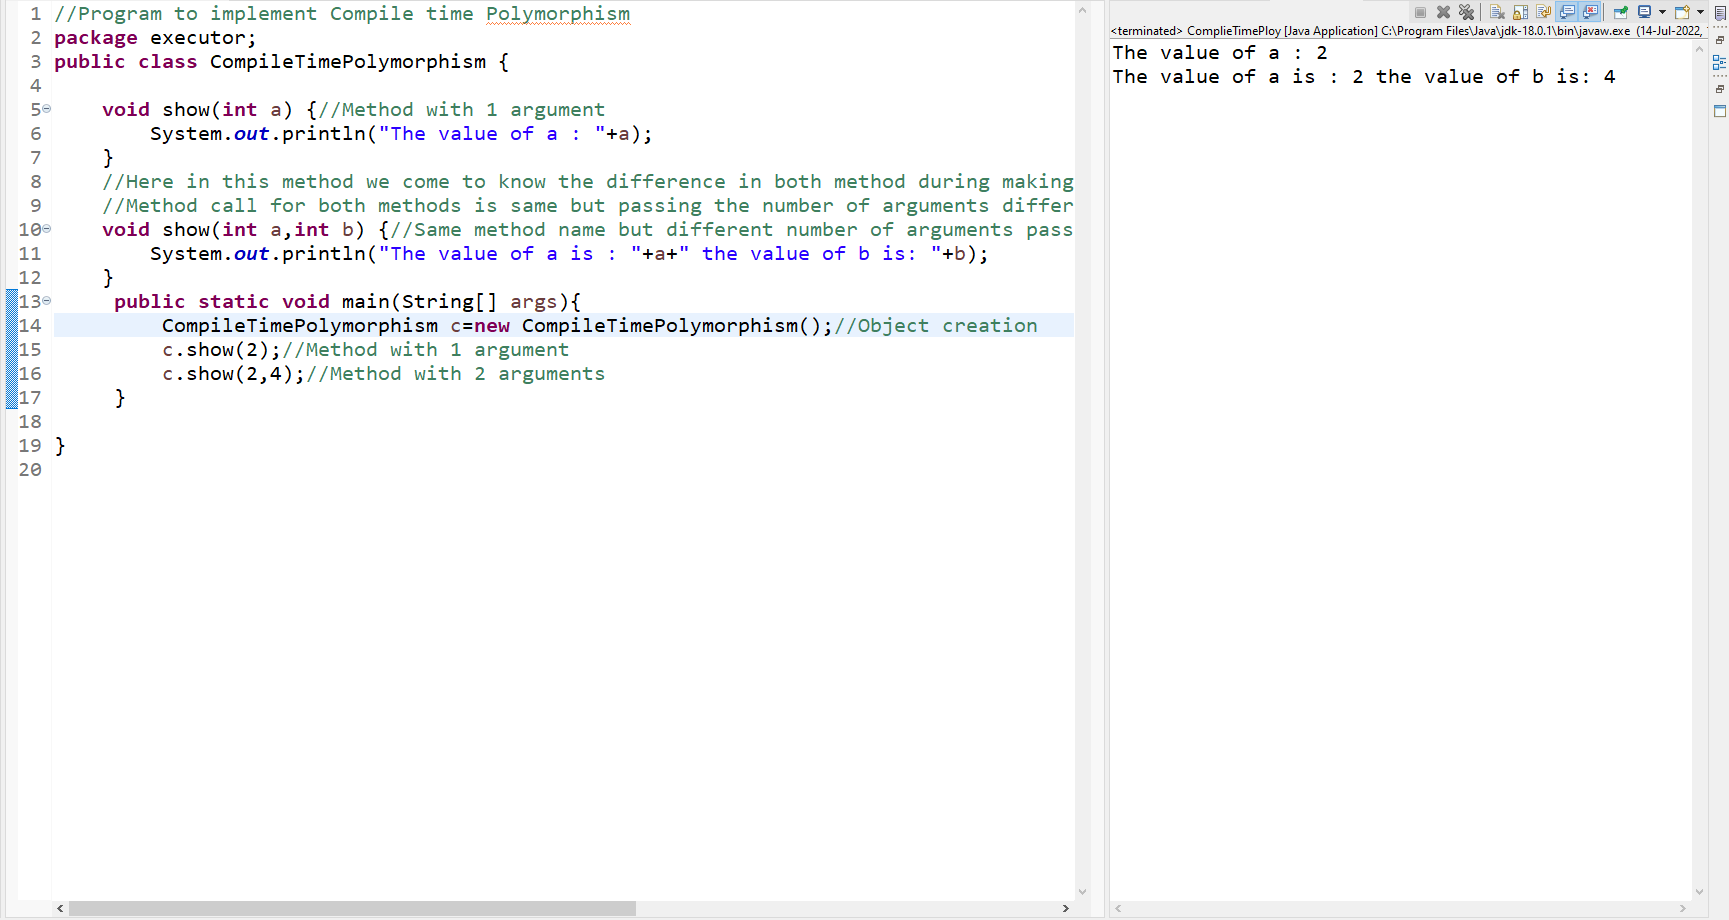 1 //Program to implement Compile time Polymorphism
2 package executor;
3 public class CompileTimePolymorphism {
4
5 void show(int a) {//Method with 1 argument
6 System.out.println("The value of a : "+a);
7 }
8 //Here in this method we come to know the difference in both method during making
9 //Method call for both methods is same but passing the number of arguments differ
10 void show(int a,int b) {//Same method name but different number of arguments pass
11 System.out.println("The value of a is : "+a+" the value of b is: "+b);
12 }
13 public static void main(String[] args){
14 CompileTimePolymorphism c=new CompileTimePolymorphism();//Object creation
15 c.show(2);//Method with 1 argument
16 c.show(2,4);//Method with 2 arguments
17 }
18
19 }
20
<terminated> ComplieTimePloy [Java Application] C:\Program Files\Java\jdk-18.0.1\bin\javaw.exe (14-Jul-2022,
The value of a : 2
The value of a is : 2 the value of b is: 4